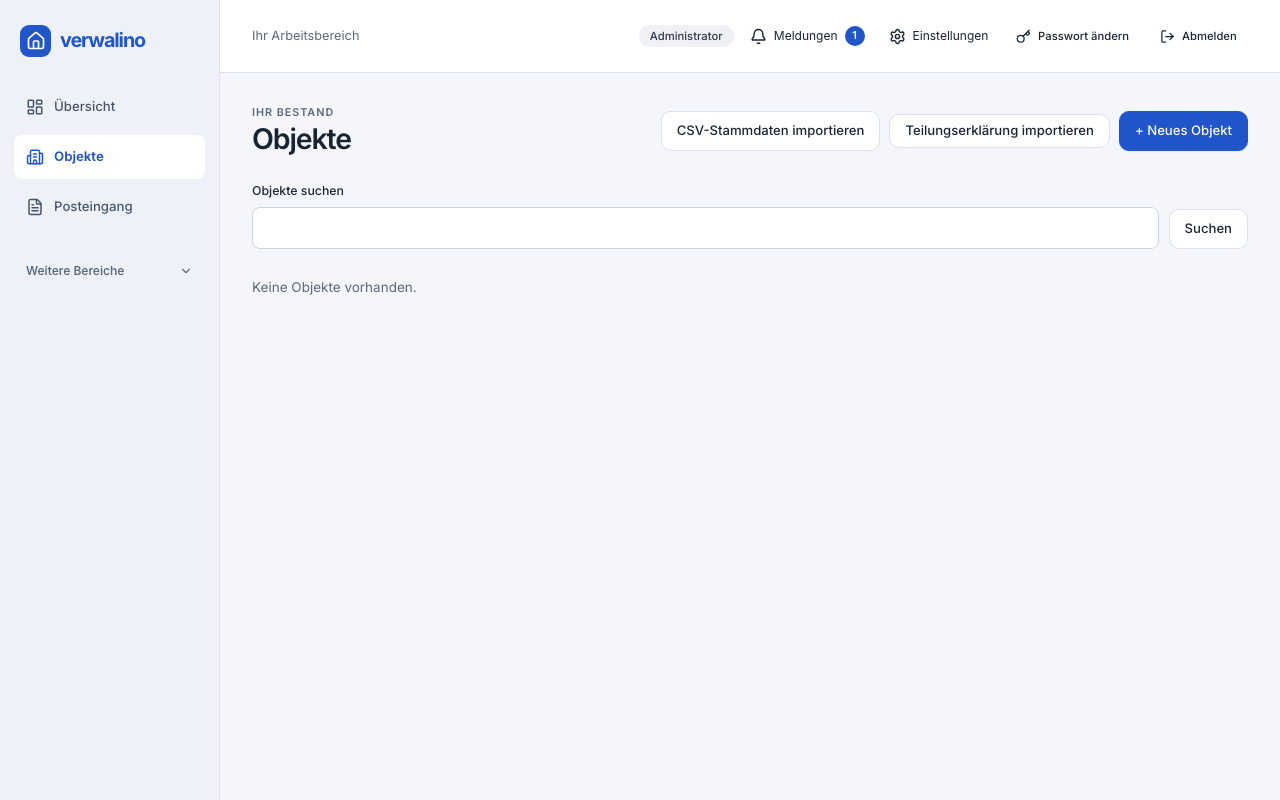 verwalino
Ihr Arbeitsbereich
Administrator
Meldungen 1
Einstellungen
Passwort ändern
Abmelden
Übersicht
Objekte
Posteingang
Weitere Bereiche
IHR BESTAND
Objekte
CSV-Stammdaten importieren
Teilungserklärung importieren
+ Neues Objekt
Objekte suchen
Suchen
Keine Objekte vorhanden.